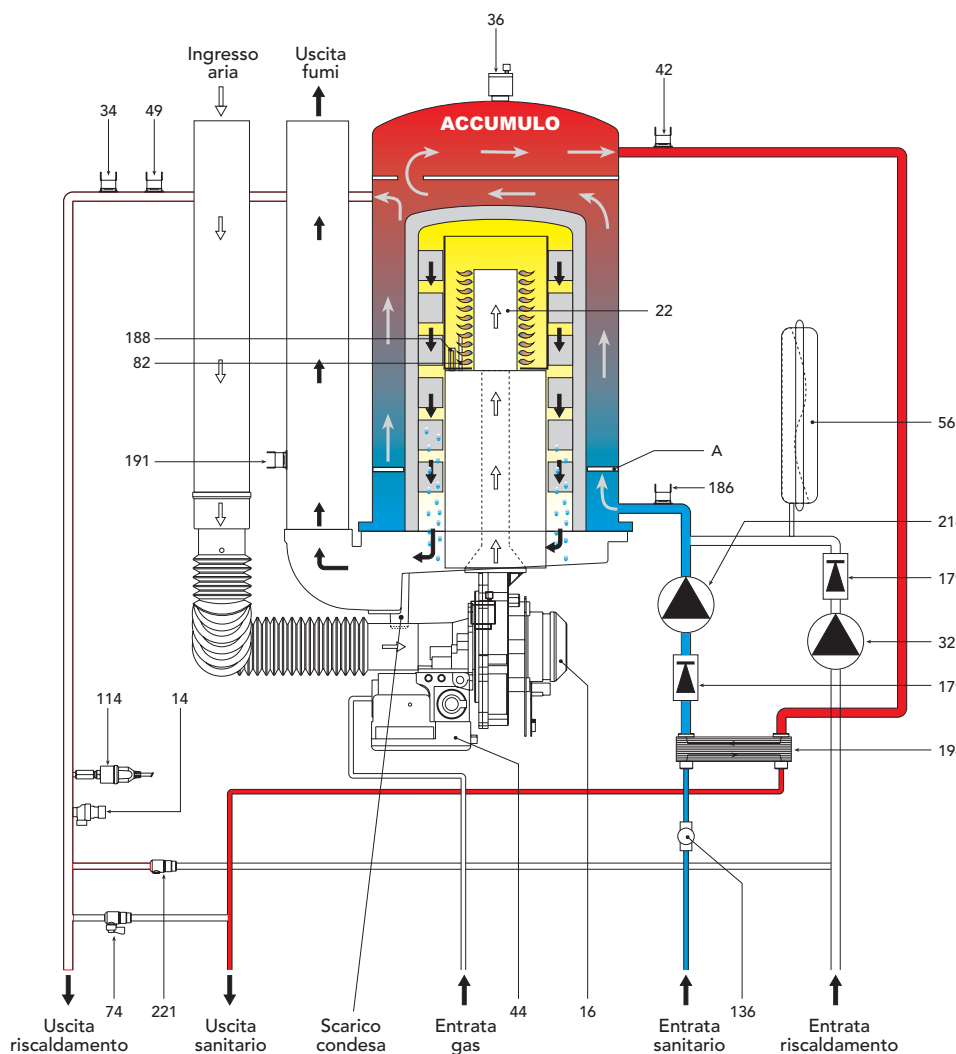 36
Ingresso
aria
Uscita
fumi
42
34
49
ACCUMULO
22
188
82
56
191
A
186
21
17
32
17
114
14
19
74
221
44
16
136
Uscita
riscaldamento
Uscita
sanitario
Scarico
condesa
Entrata
gas
Entrata
sanitario
Entrata
riscaldamento